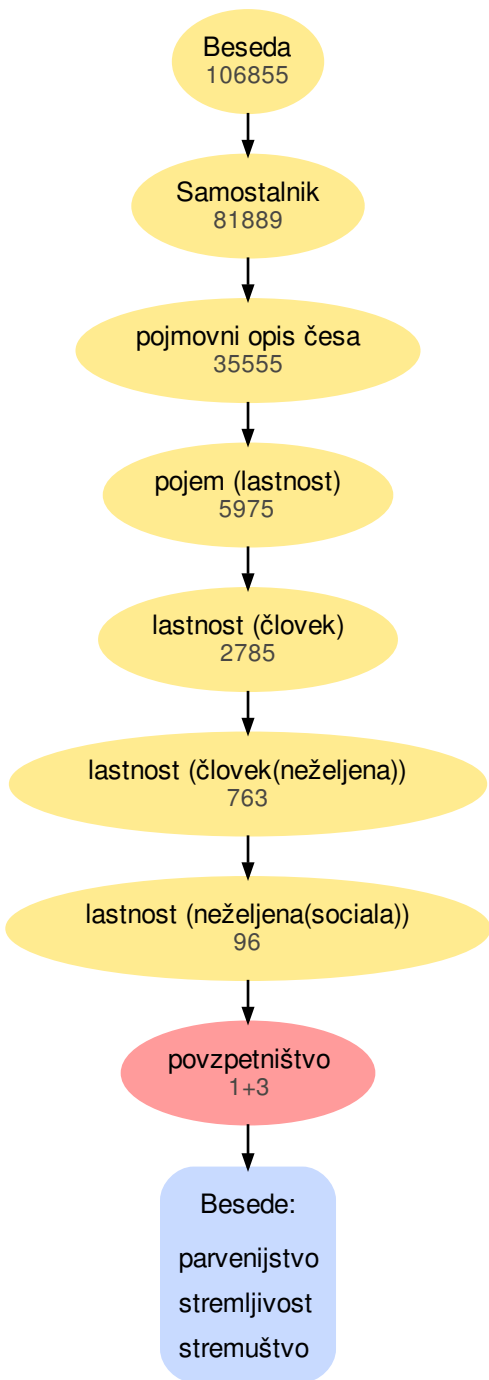 Beseda
106855
Samostalnik
81889
pojmovni opis česa
35555
pojem (lastnost)
5975
lastnost (človek)
2785
lastnost (človek(neželjena))
763
lastnost (neželjena(sociala))
96
povzpetništvo
1+3
Besede:
parvenijstvo
stremljivost
stremuštvo